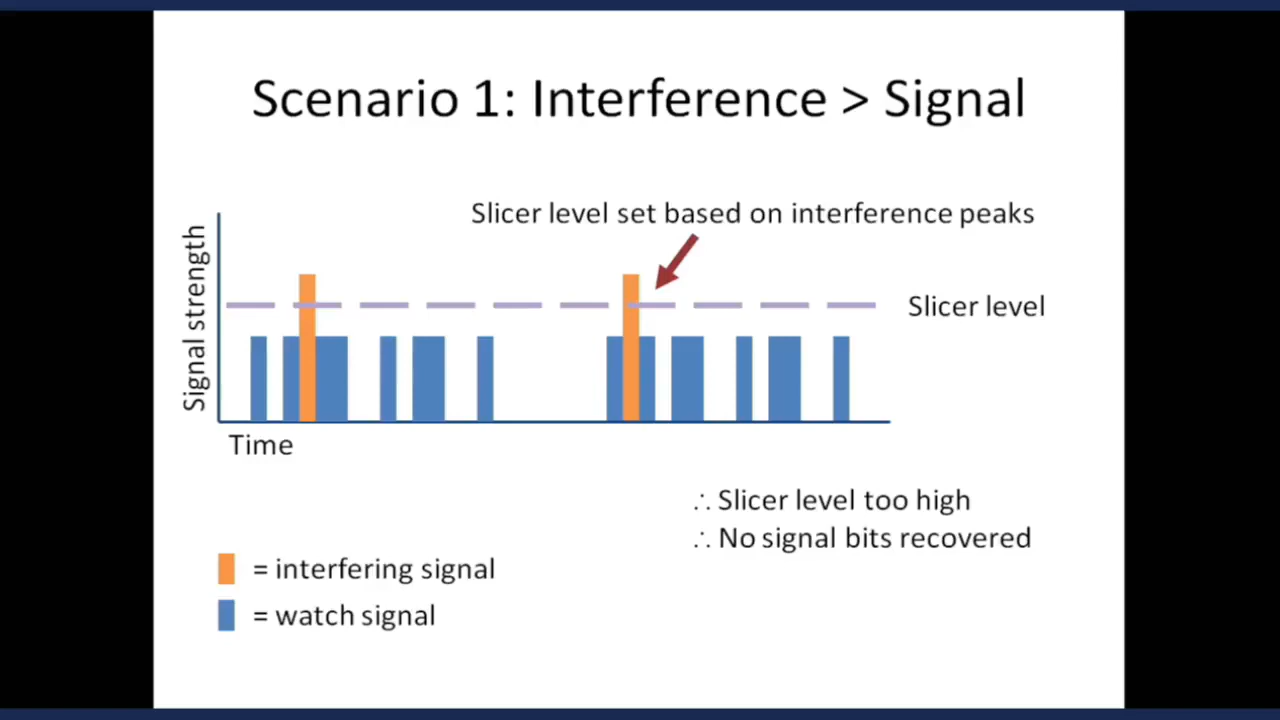 Scenario 1: Interference > Signal
Slicer level set based on interference peaks
Signal strength
Slicer level
Time
∴ Slicer level too high
∴ No signal bits recovered
= interfering signal
= watch signal